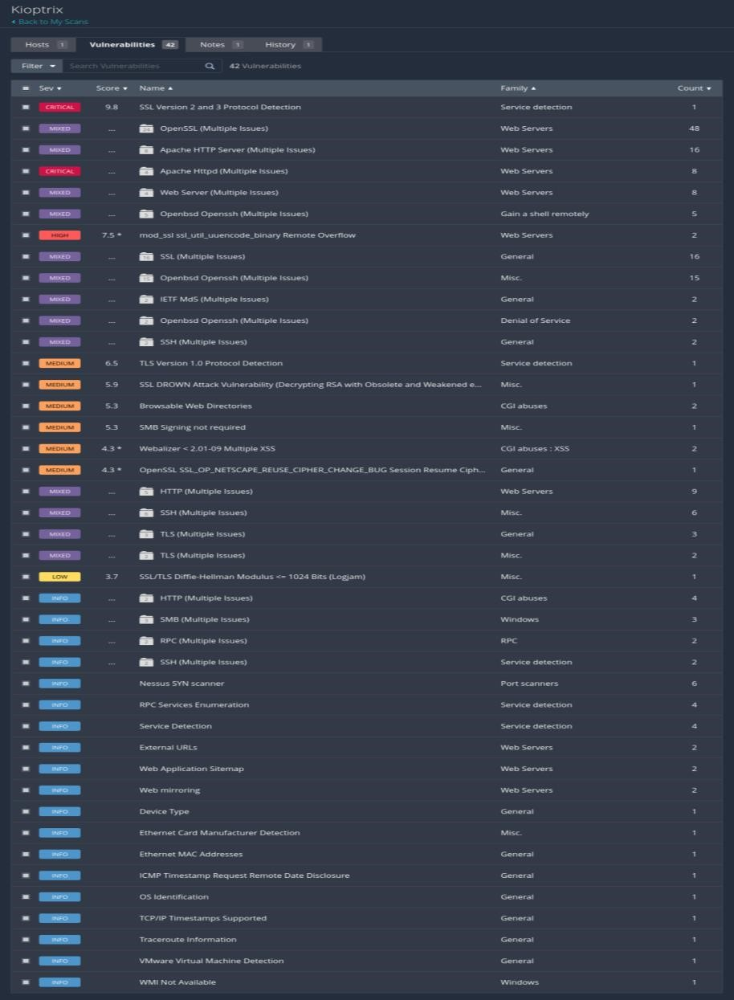 Kioptrix
< Back to My Scans
Hosts 1 Vulnerabilities 42 Notes 1 History 1
Filter Search Vulnerabilities 42 Vulnerabilities
Sev Score Name Family Count
CRITICAL 9.8 SSL Version 2 and 3 Protocol Detection Service detection 1
MIXED ... 24 OpenSSL (Multiple Issues) Web Servers 48
MIXED ... 8 Apache HTTP Server (Multiple Issues) Web Servers 16
CRITICAL ... 4 Apache Httpd (Multiple Issues) Web Servers 8
MIXED ... 4 Web Server (Multiple Issues) Web Servers 8
MIXED ... 5 Openbsd Openssh (Multiple Issues) Gain a shell remotely 5
HIGH 7.5 * mod_ssl ssl_util_uuencode_binary Remote Overflow Web Servers 2
MIXED ... SSL (Multiple Issues) General 16
MIXED ... 15 Openbsd Openssh (Multiple Issues) Misc. 15
MIXED ... 2 IETF Md5 (Multiple Issues) General 2
MIXED ... 2 Openbsd Openssh (Multiple Issues) Denial of Service 2
MIXED ... 2 SSH (Multiple Issues) General 2
MEDIUM 6.5 TLS Version 1.0 Protocol Detection Service detection 1
MEDIUM 5.9 SSL DROWN Attack Vulnerability (Decrypting RSA with Obsolete and Weakened e... Misc. 1
MEDIUM 5.3 Browsable Web Directories CGI abuses 2
MEDIUM 5.3 SMB Signing not required Misc. 1
MEDIUM 4.3 * Webalizer < 2.01-09 Multiple XSS CGI abuses : XSS 2
MEDIUM 4.3 * OpenSSL SSL_OP_NETSCAPE_REUSE_CIPHER_CHANGE_BUG Session Resume Ciph... General 1
MIXED ... 5 HTTP (Multiple Issues) Web Servers 9
MIXED ... 6 SSH (Multiple Issues) Misc. 6
MIXED ... 3 TLS (Multiple Issues) General 3
MIXED ... 2 TLS (Multiple Issues) Misc. 2
LOW 3.7 SSL/TLS Diffie-Hellman Modulus <= 1024 Bits (Logjam) Misc. 1
INFO ... 2 HTTP (Multiple Issues) CGI abuses 4
INFO ... 3 SMB (Multiple Issues) Windows 3
INFO ... 2 RPC (Multiple Issues) RPC 2
INFO ... 2 SSH (Multiple Issues) Service detection 2
INFO Nessus SYN scanner Port scanners 6
INFO RPC Services Enumeration Service detection 4
INFO Service Detection Service detection 4
INFO External URLs Web Servers 2
INFO Web Application Sitemap Web Servers 2
INFO Web mirroring Web Servers 2
INFO Device Type General 1
INFO Ethernet Card Manufacturer Detection Misc. 1
INFO Ethernet MAC Addresses General 1
INFO ICMP Timestamp Request Remote Date Disclosure General 1
INFO OS Identification General 1
INFO TCP/IP Timestamps Supported General 1
INFO Traceroute Information General 1
INFO VMware Virtual Machine Detection General 1
INFO WMI Not Available Windows 1